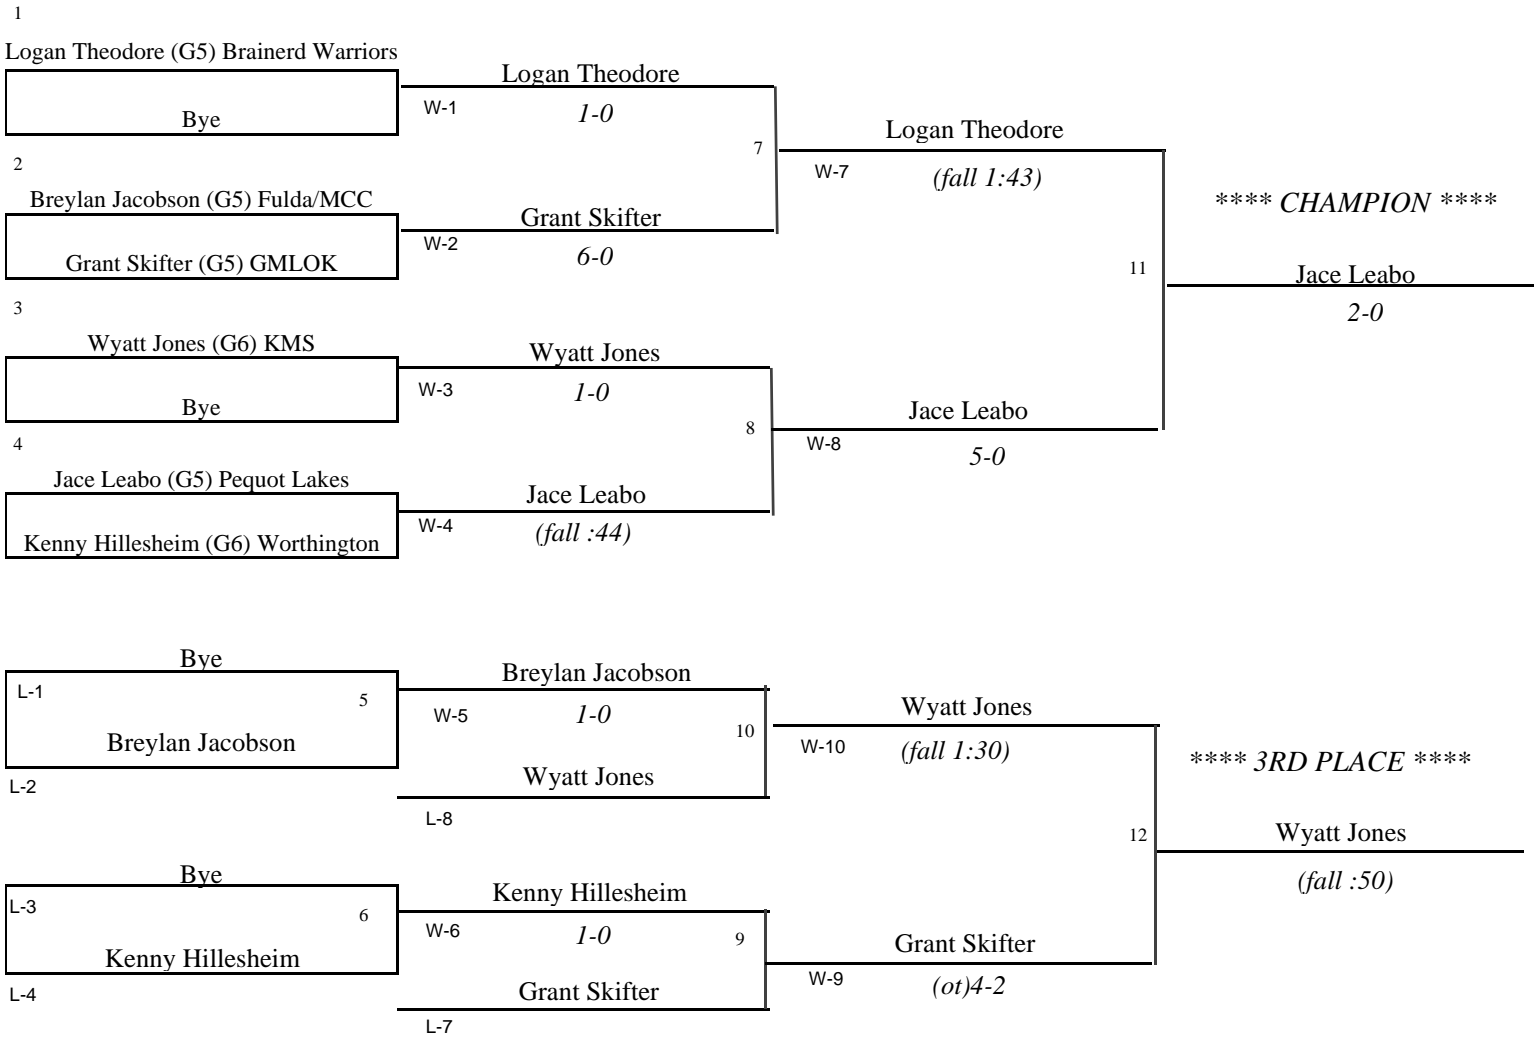 1
Logan Theodore (G5) Brainerd Warriors
Logan Theodore
W-1
1-0
Bye
Logan Theodore
7
2
W-7
(fall 1:43)
Breylan Jacobson (G5) Fulda/MCC
**** CHAMPION ****
Grant Skifter
W-2
6-0
Grant Skifter (G5) GMLOK
11
Jace Leabo
2-0
3
Wyatt Jones (G6) KMS
Wyatt Jones
W-3
1-0
Bye
Jace Leabo
8
4
W-8
5-0
Jace Leabo (G5) Pequot Lakes
Jace Leabo
W-4
(fall :44)
Kenny Hillesheim (G6) Worthington
Bye
Breylan Jacobson
L-1
5
W-5
1-0
Wyatt Jones
10
Breylan Jacobson
W-10
(fall 1:30)
**** 3RD PLACE ****
L-2
Wyatt Jones
L-8
12
Wyatt Jones
(fall :50)
Bye
Kenny Hillesheim
L-3
6
W-6
1-0
9
Grant Skifter
Kenny Hillesheim
W-9
(ot)4-2
L-4
Grant Skifter
L-7